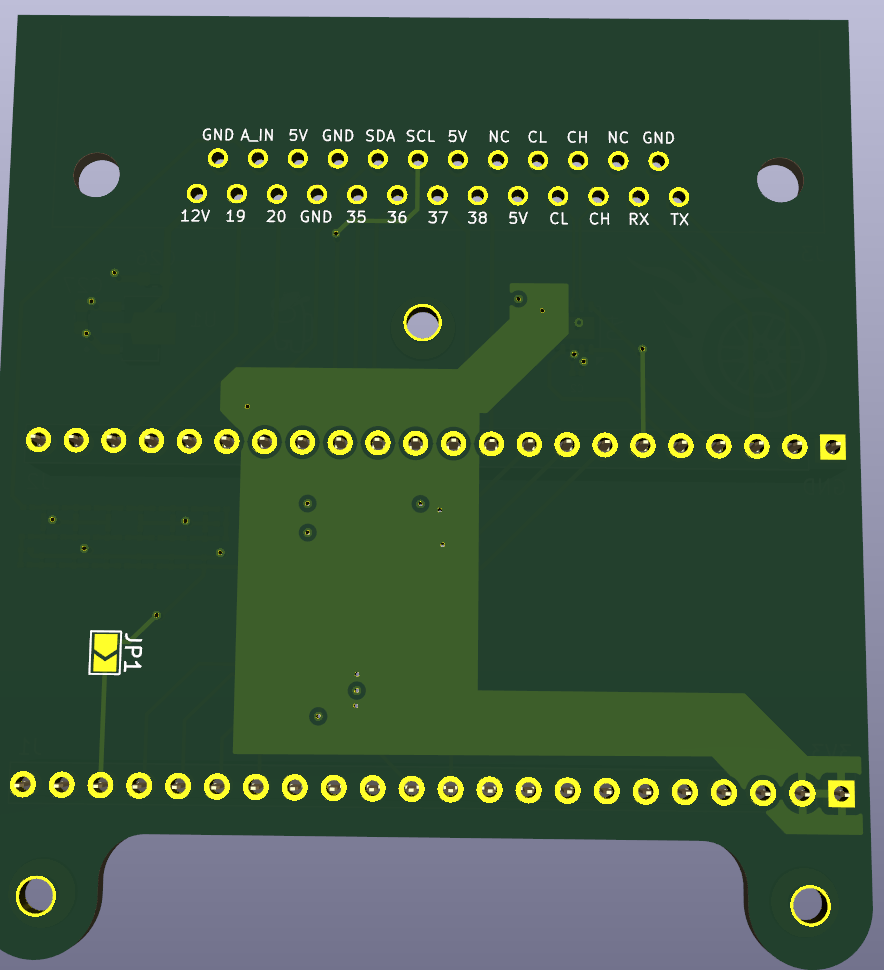 GND A_IN 5V GND SDA SCL 5V NC CL CH NC GND
12V 19 20 GND 35 36 37 38 5V CL CH RX TX
JP1